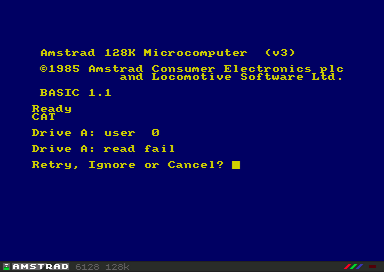 Amstrad 128K Microcomputer  (v3)
©1985 Amstrad Consumer Electronics plc
and Locomotive Software Ltd.
BASIC 1.1
Ready
CAT
Drive A: user  0
Drive A: read fail
Retry, Ignore or Cancel?
AMSTRAD 6128 128k